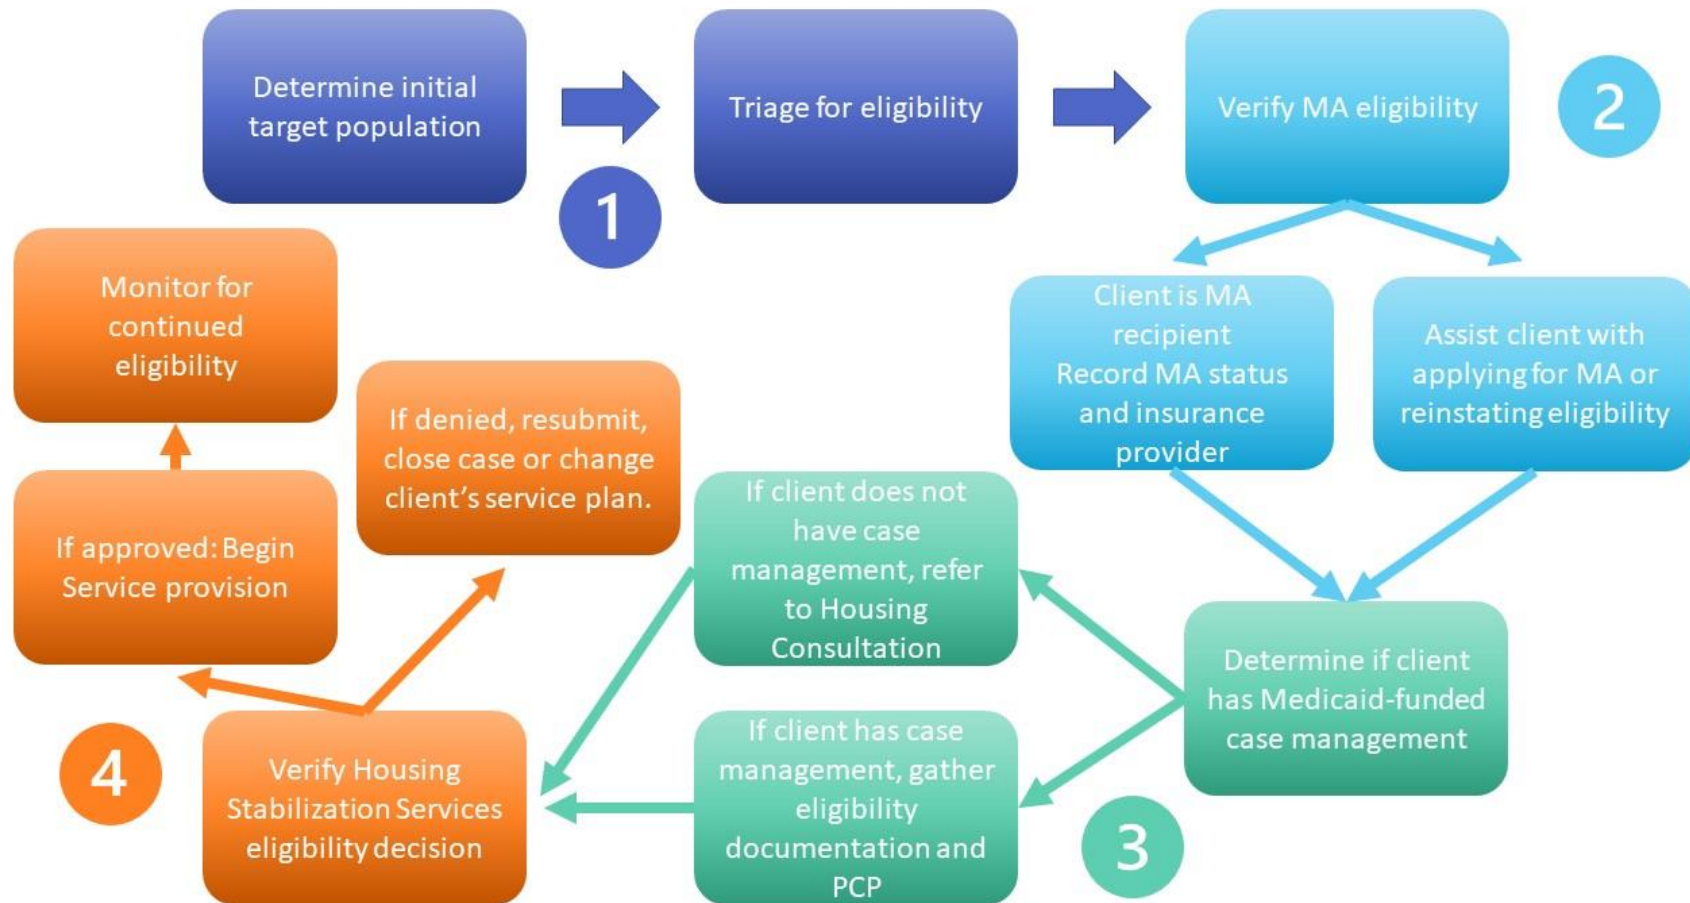 Determine initial
target population
1
Triage for eligibility
Verify MA eligibility
2
Client is MA
recipient
Record MA status
and insurance
provider
Assist client with
applying for MA or
reinstating eligibility
Determine if client
has Medicaid-funded
case management
3
If client does not
have case
management, refer
to Housing
Consultation
If client has case
management, gather
eligibility
documentation and
PCP
Verify Housing
Stabilization Services
eligibility decision
4
If denied, resubmit,
close case or change
client’s service plan.
If approved: Begin
Service provision
Monitor for
continued
eligibility